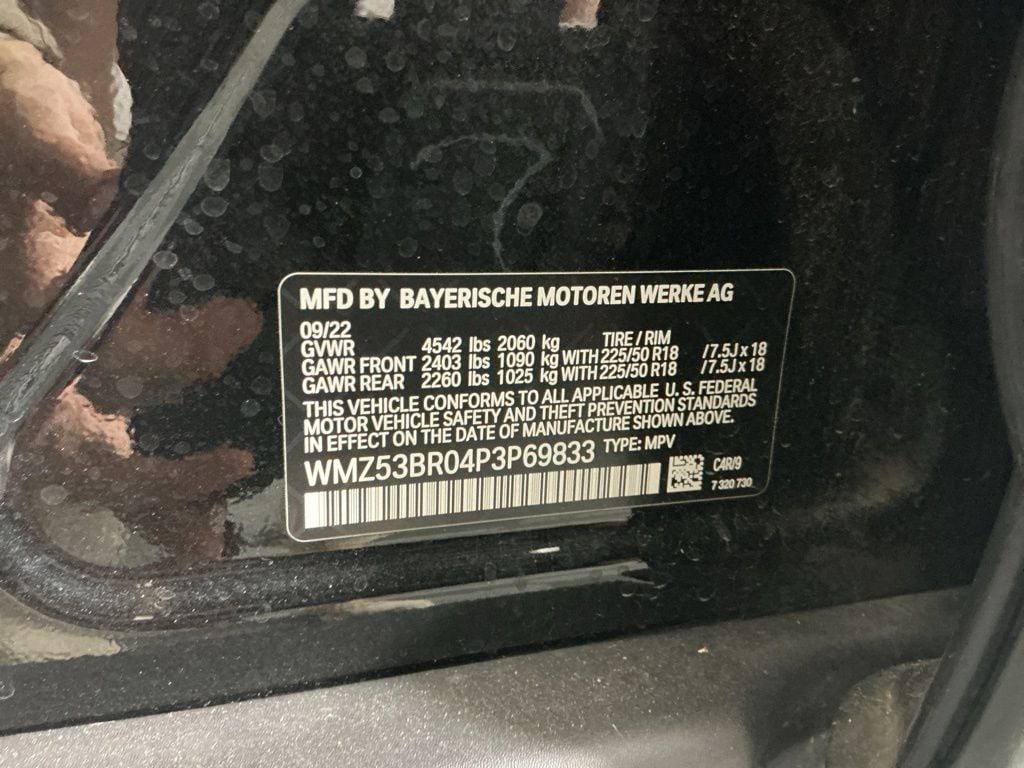 MFD BY BAYERISCHE MOTOREN WERKE AG
09/22
GVWR 4542 lbs 2060 kg TIRE / RIM
GAWR FRONT 2403 lbs 1090 kg WITH 225/50 R18 /7.5J x 18
GAWR REAR 2260 lbs 1025 kg WITH 225/50 R18 /7.5J x 18
THIS VEHICLE CONFORMS TO ALL APPLICABLE U.S. FEDERAL
MOTOR VEHICLE SAFETY AND THEFT PREVENTION STANDARDS
IN EFFECT ON THE DATE OF MANUFACTURE SHOWN ABOVE.
WMZ53BR04P3P69833 TYPE: MPV
C4R/9
7 320 730